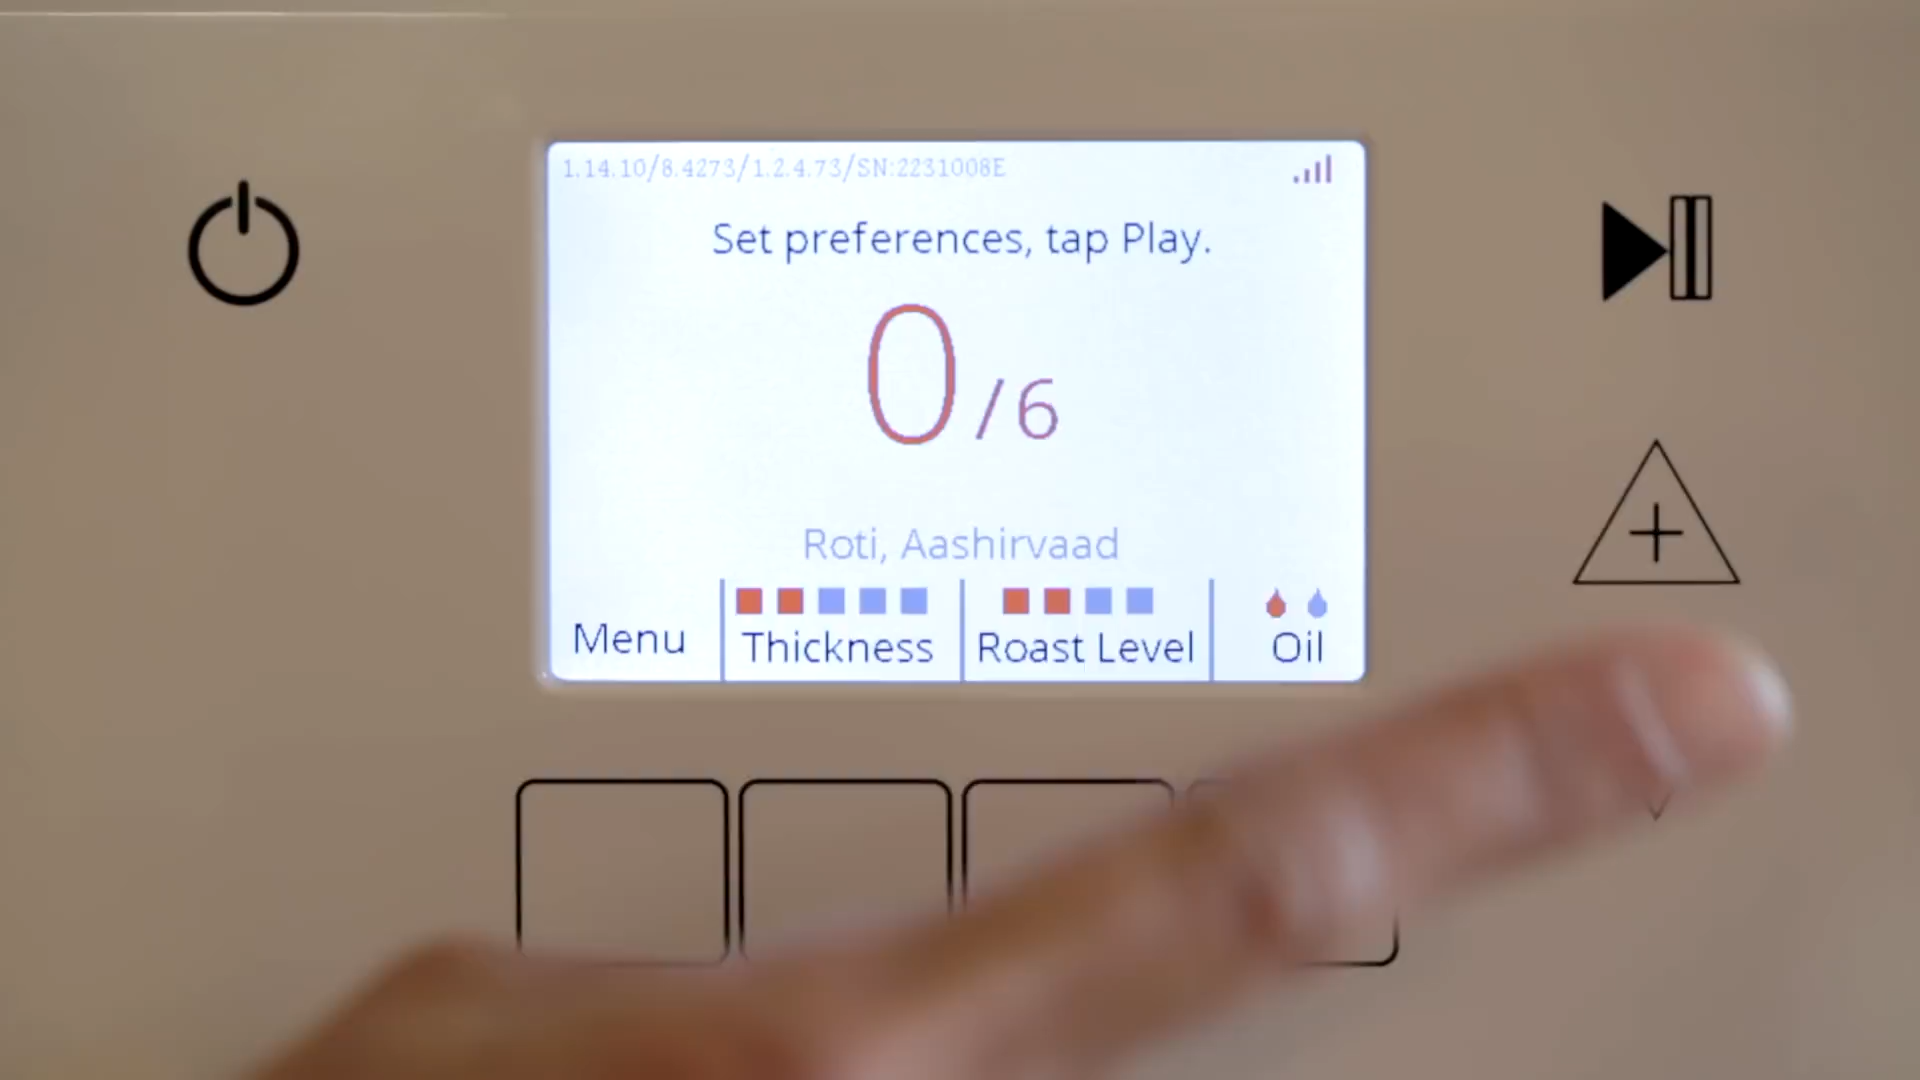 1.14.10/8.4273/1.2.4.73/SN:2231008E
Set preferences, tap Play.
0/6
Roti, Aashirvaad
Menu
Thickness
Roast Level
Oil